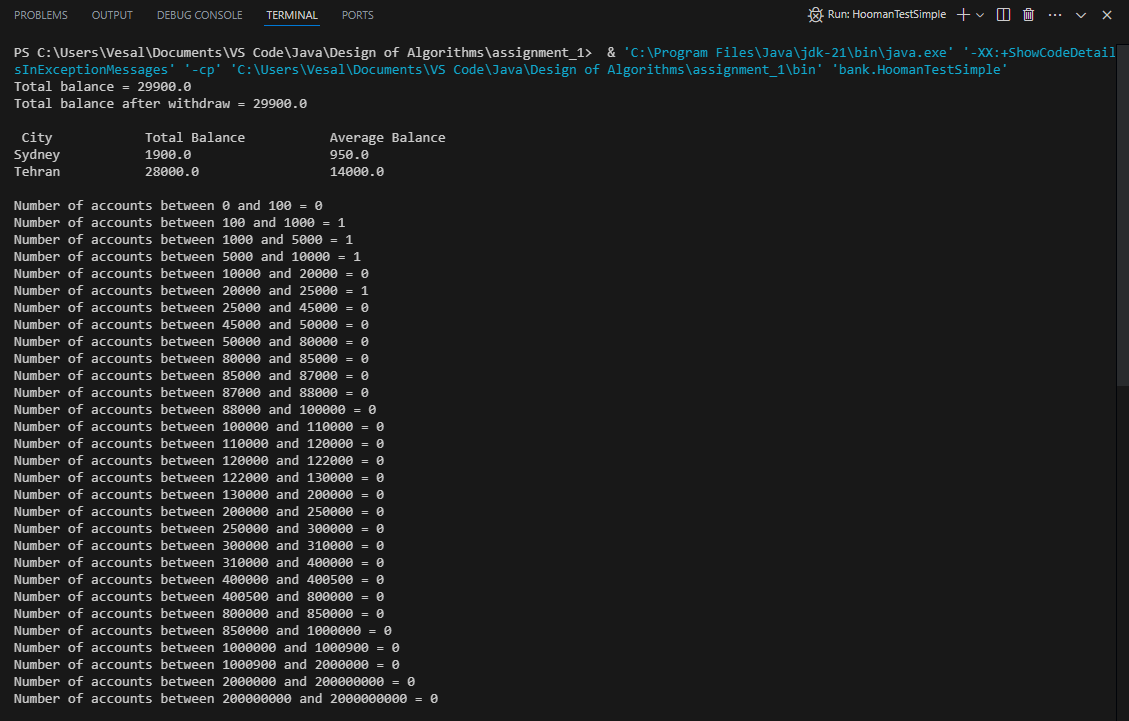 PROBLEMS OUTPUT DEBUG CONSOLE TERMINAL PORTS Run: HoomanTestSimple
PS C:\Users\Vesal\Documents\VS Code\Java\Design of Algorithms\assignment_1> & 'C:\Program Files\Java\jdk-21\bin\java.exe' '-XX:+ShowCodeDetail
sInExceptionMessages' '-cp' 'C:\Users\Vesal\Documents\VS Code\Java\Design of Algorithms\assignment_1\bin' 'bank.HoomanTestSimple'
Total balance = 29900.0
Total balance after withdraw = 29900.0
City Total Balance Average Balance
Sydney 1900.0 950.0
Tehran 28000.0 14000.0
Number of accounts between 0 and 100 = 0
Number of accounts between 100 and 1000 = 1
Number of accounts between 1000 and 5000 = 1
Number of accounts between 5000 and 10000 = 1
Number of accounts between 10000 and 20000 = 0
Number of accounts between 20000 and 25000 = 1
Number of accounts between 25000 and 45000 = 0
Number of accounts between 45000 and 50000 = 0
Number of accounts between 50000 and 80000 = 0
Number of accounts between 80000 and 85000 = 0
Number of accounts between 85000 and 87000 = 0
Number of accounts between 87000 and 88000 = 0
Number of accounts between 88000 and 100000 = 0
Number of accounts between 100000 and 110000 = 0
Number of accounts between 110000 and 120000 = 0
Number of accounts between 120000 and 122000 = 0
Number of accounts between 122000 and 130000 = 0
Number of accounts between 130000 and 200000 = 0
Number of accounts between 200000 and 250000 = 0
Number of accounts between 250000 and 300000 = 0
Number of accounts between 300000 and 310000 = 0
Number of accounts between 310000 and 400000 = 0
Number of accounts between 400000 and 400500 = 0
Number of accounts between 400500 and 800000 = 0
Number of accounts between 800000 and 850000 = 0
Number of accounts between 850000 and 1000000 = 0
Number of accounts between 1000000 and 1000900 = 0
Number of accounts between 1000900 and 2000000 = 0
Number of accounts between 2000000 and 200000000 = 0
Number of accounts between 200000000 and 2000000000 = 0